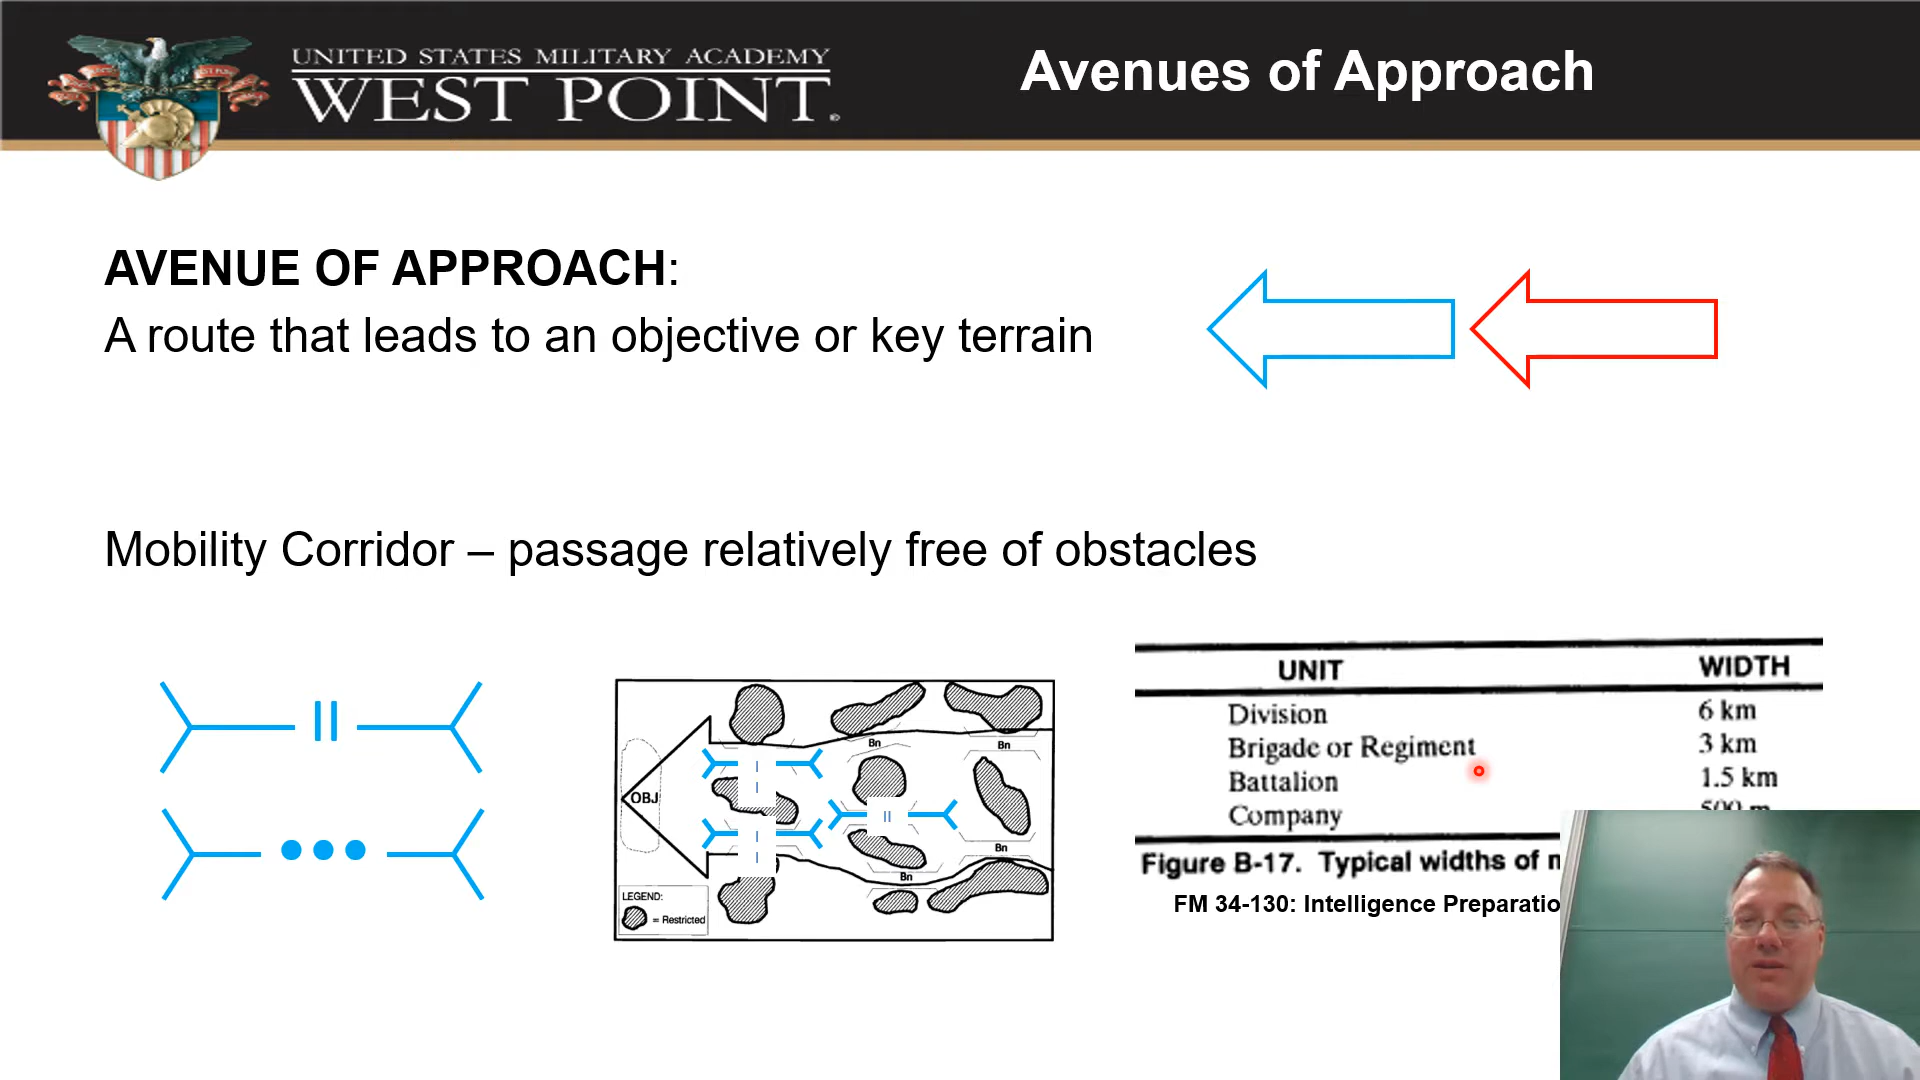 UNITED STATES MILITARY ACADEMY
WEST POINT.
Avenues of Approach
AVENUE OF APPROACH:
A route that leads to an objective or key terrain
Mobility Corridor – passage relatively free of obstacles
OBJ
Bn
Bn
Bn
Bn
LEGEND:
= Restricted
UNIT WIDTH
Division 6 km
Brigade or Regiment 3 km
Battalion 1.5 km
Company
Figure B-17. Typical widths of
FM 34-130: Intelligence